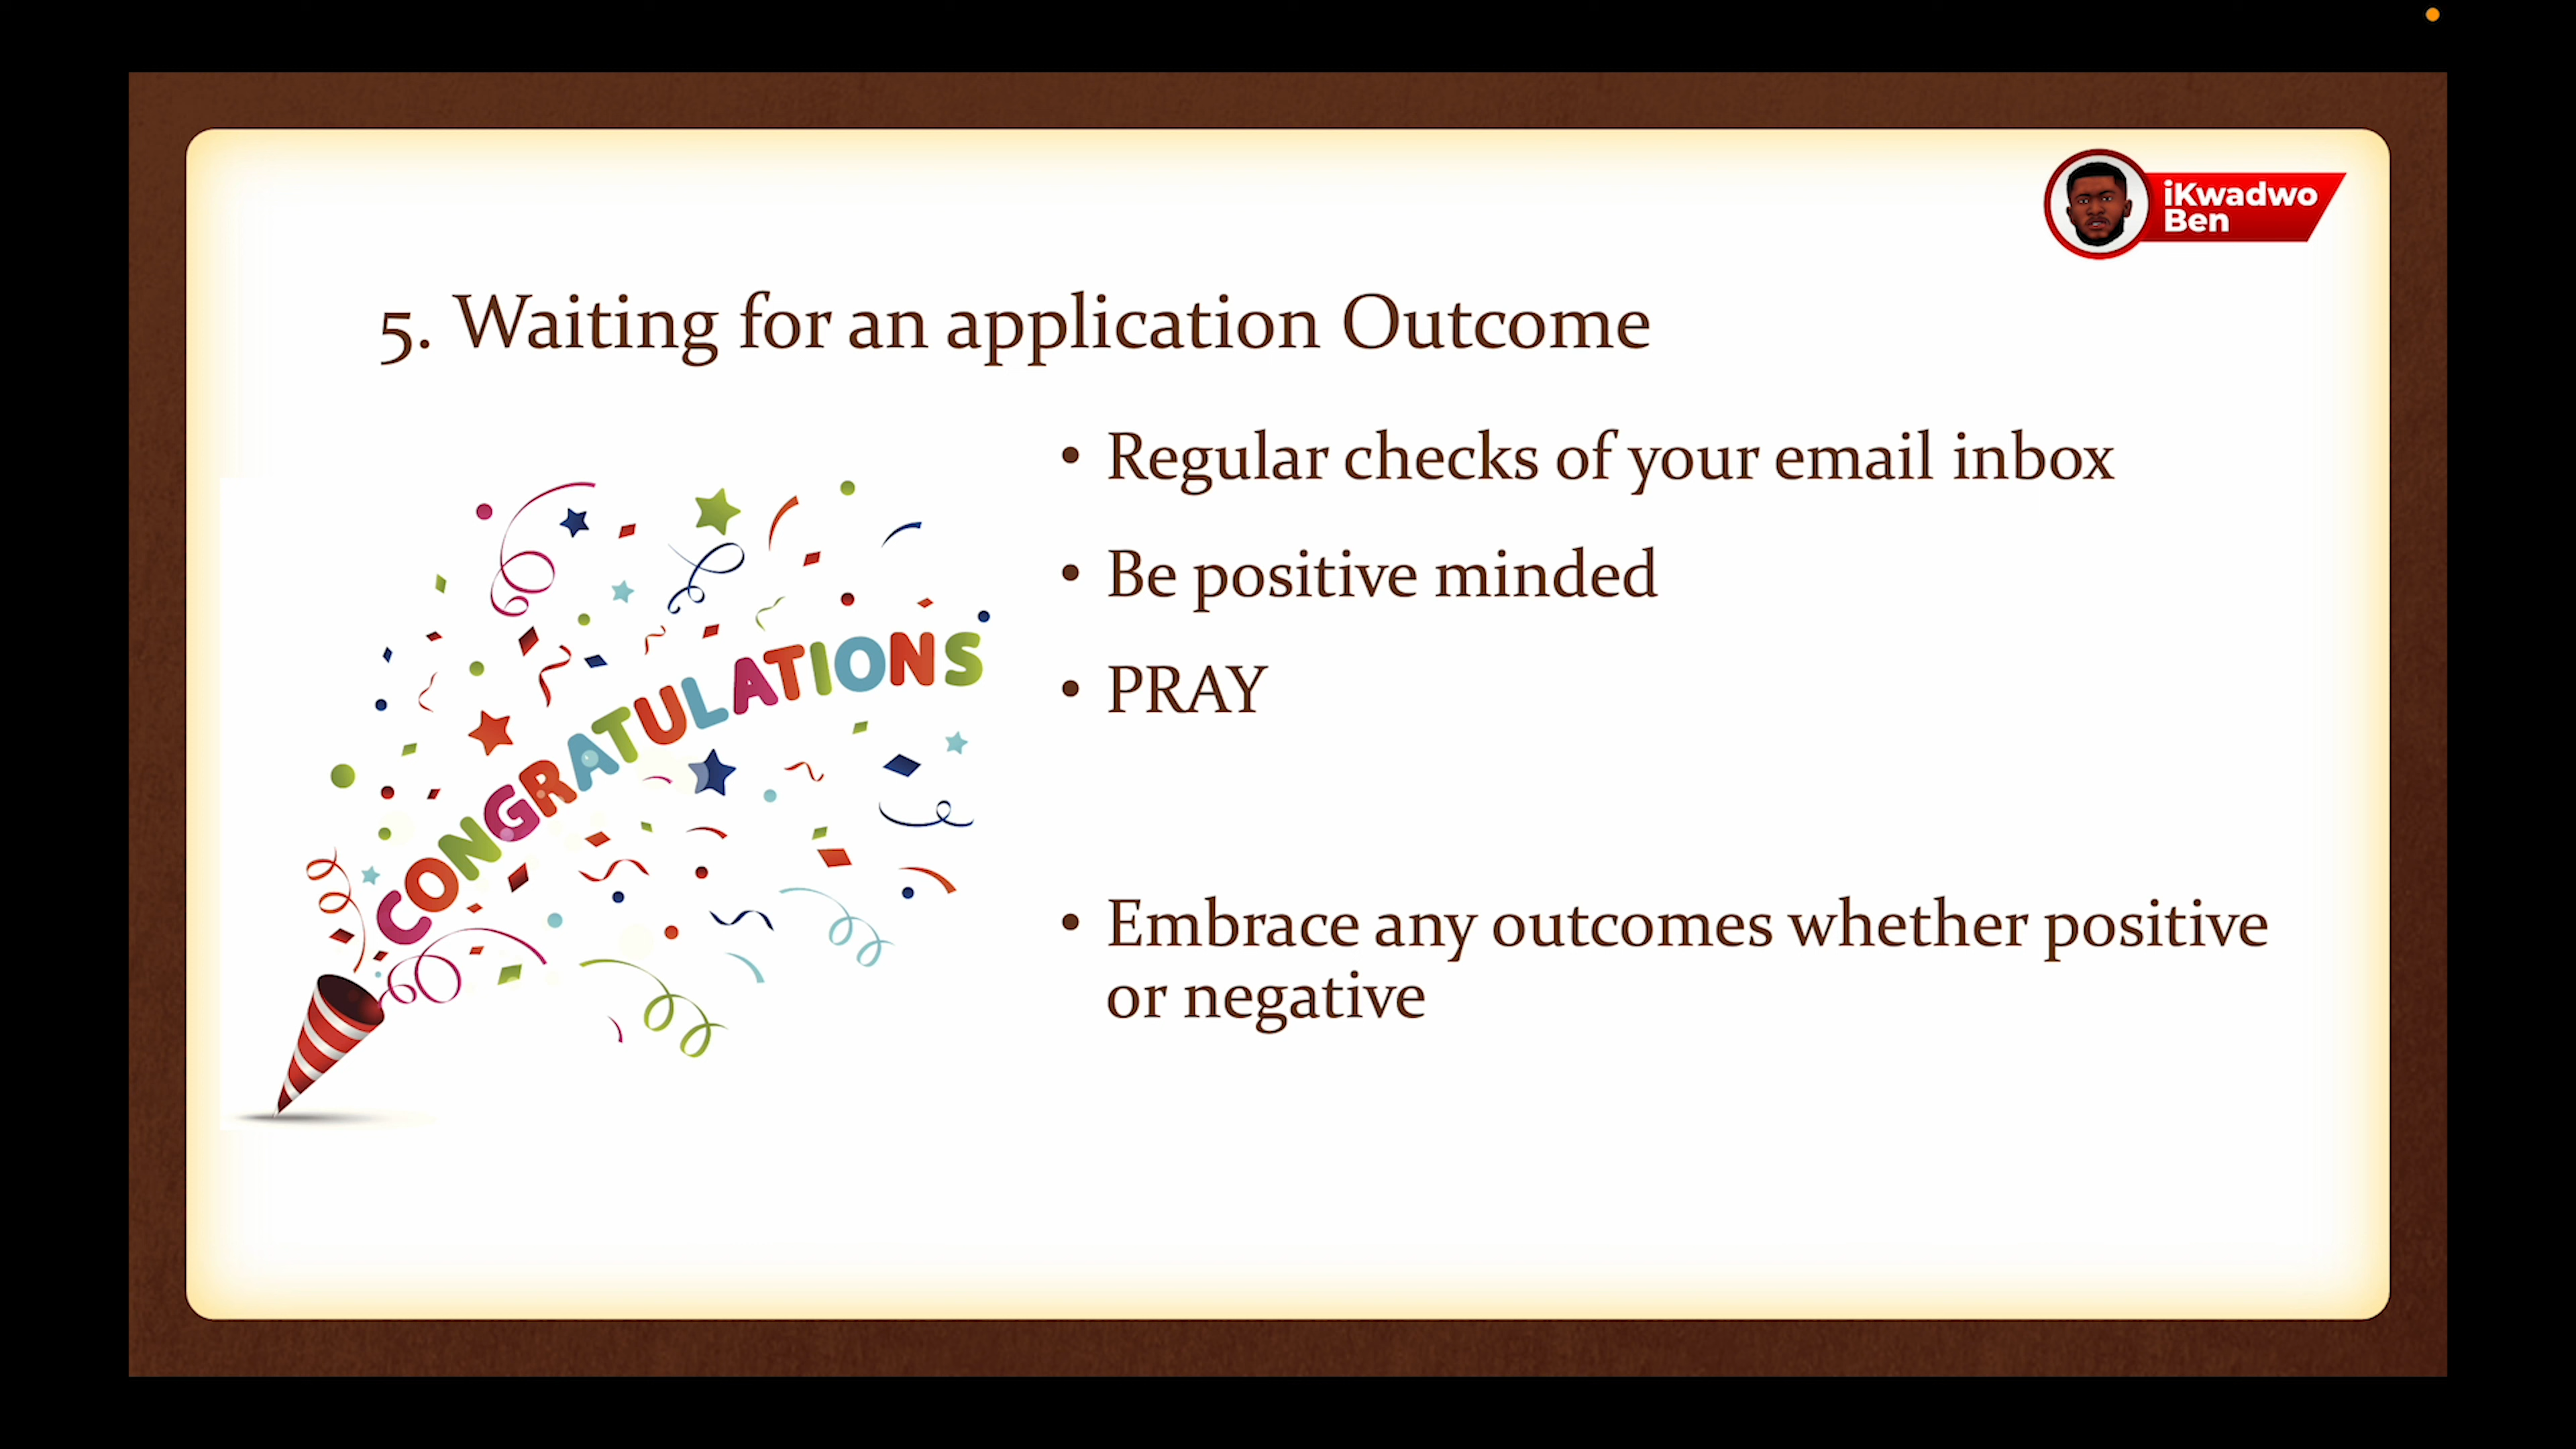 iKwadwo
Ben
5. Waiting for an application Outcome
CONGRATULATIONS
• Regular checks of your email inbox
• Be positive minded
• PRAY
• Embrace any outcomes whether positive
or negative